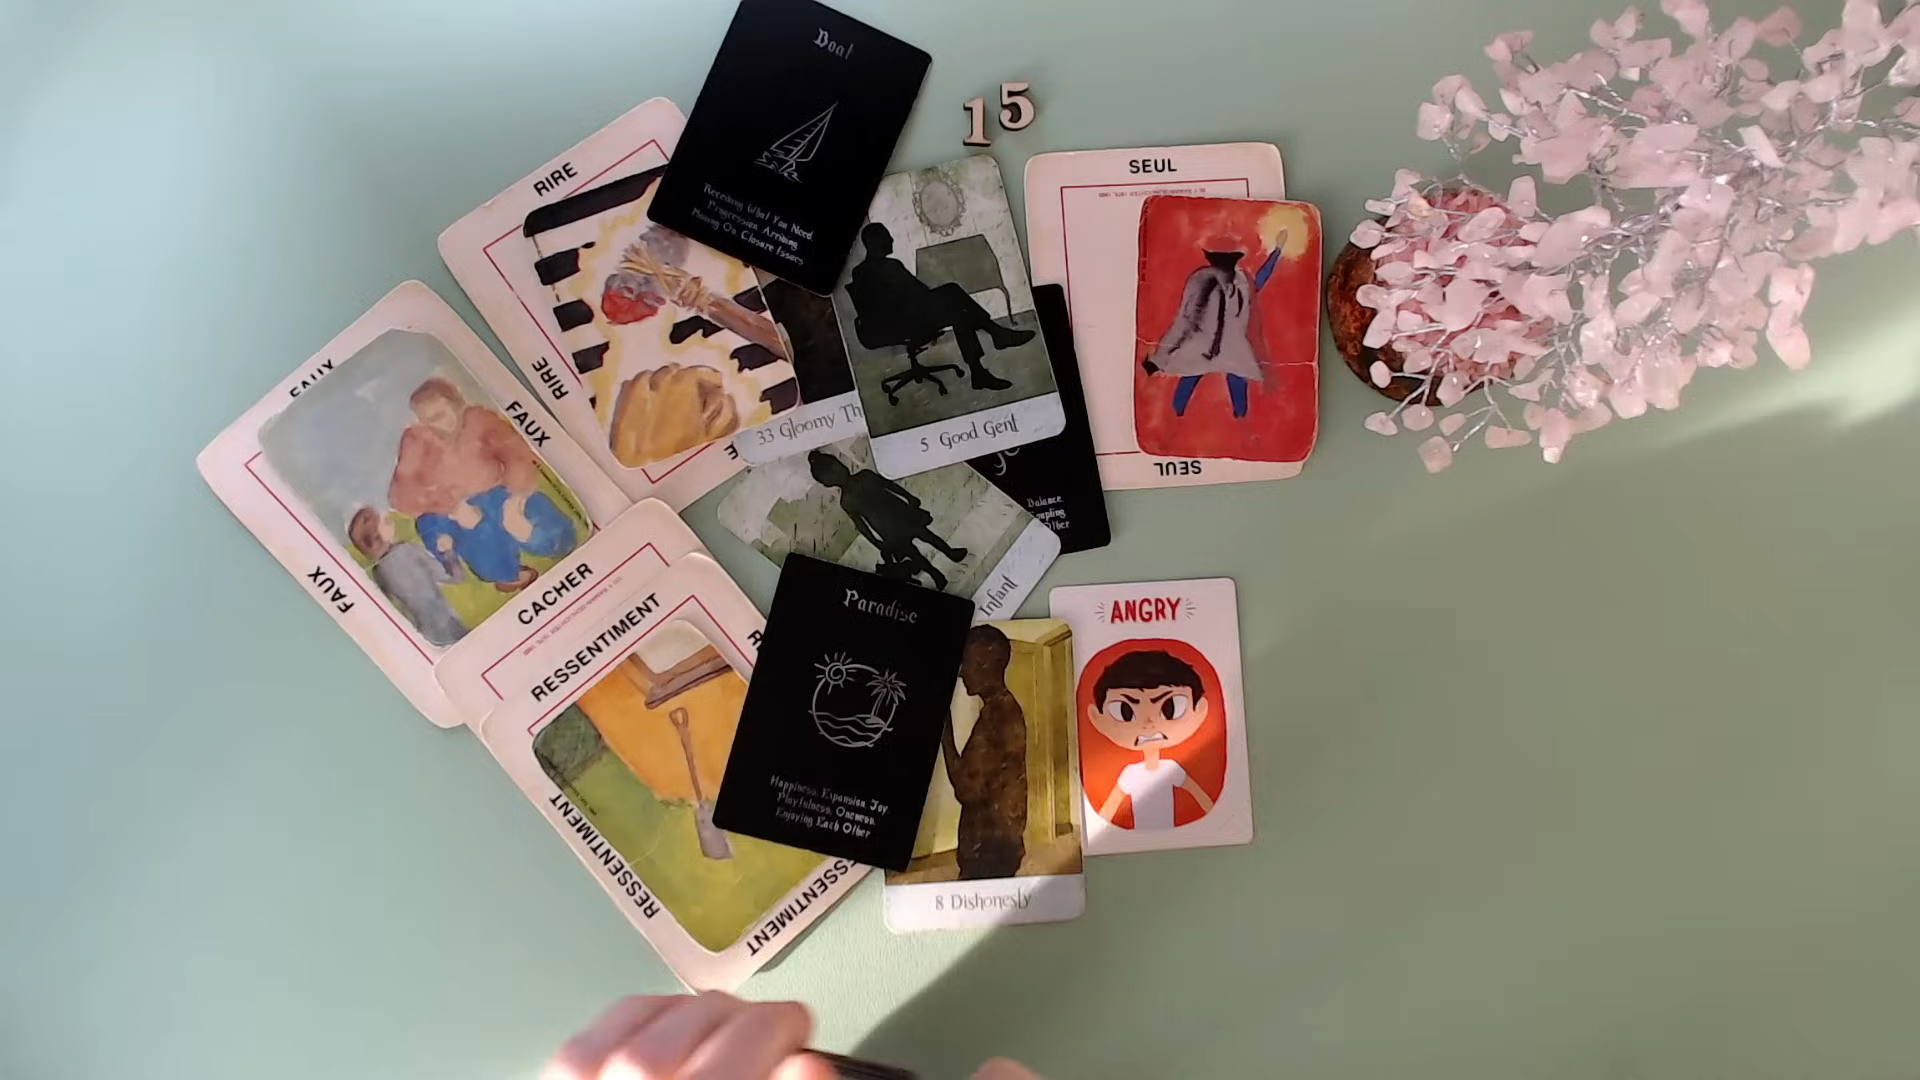 Boat
Receiving What You Need
Progression Arriving
Moving On Closure Issues
15
RIRE
RIRE
33 Gloomy Th
5 Good Gent
SEUL
SEUL
Balance
Other
FAUX
FAUX
FAUX
CACHER
RESSENTIMENT
RESSENTIMENT
RESSENTIMENT
Infant
Paradise
Happiness, Expansion, Joy
Playfulness, Oneness,
Enjoying Each Other
8 Dishonesty
ANGRY